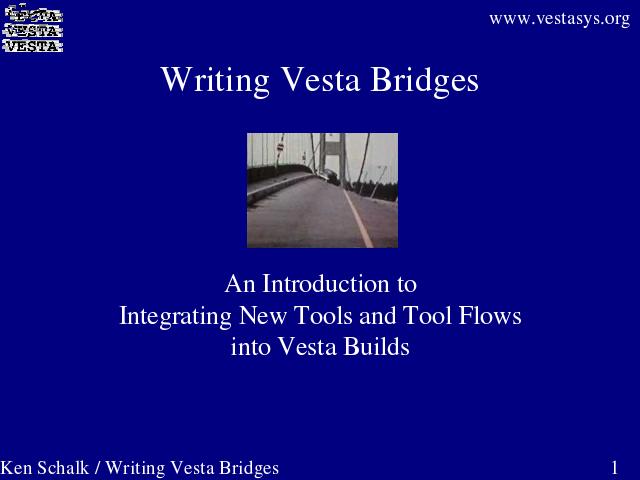 VESTA
VESTA
VESTA
www.vestasys.org
Writing Vesta Bridges
An Introduction to
Integrating New Tools and Tool Flows
into Vesta Builds
Ken Schalk / Writing Vesta Bridges 1